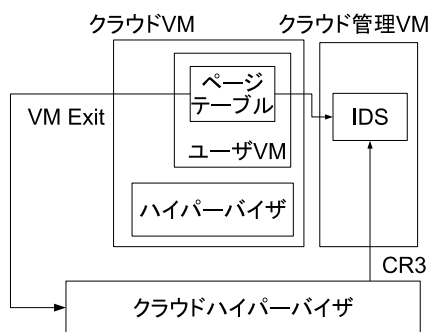 クラウドVM
クラウド管理VM
ページ
テーブル
VM Exit
IDS
ユーザVM
ハイパーバイザ
CR3
クラウドハイパーバイザ